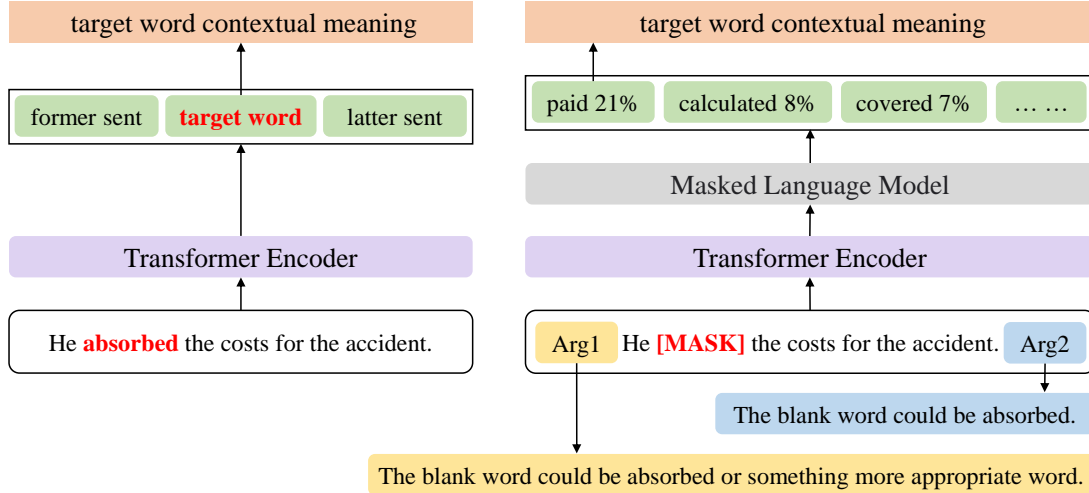 target word contextual meaning
former sent
target word
latter sent
Transformer Encoder
He absorbed the costs for the accident.
target word contextual meaning
paid 21%
calculated 8%
covered 7%
… …
Masked Language Model
Transformer Encoder
Arg1 He [MASK] the costs for the accident. Arg2
The blank word could be absorbed.
The blank word could be absorbed or something more appropriate word.